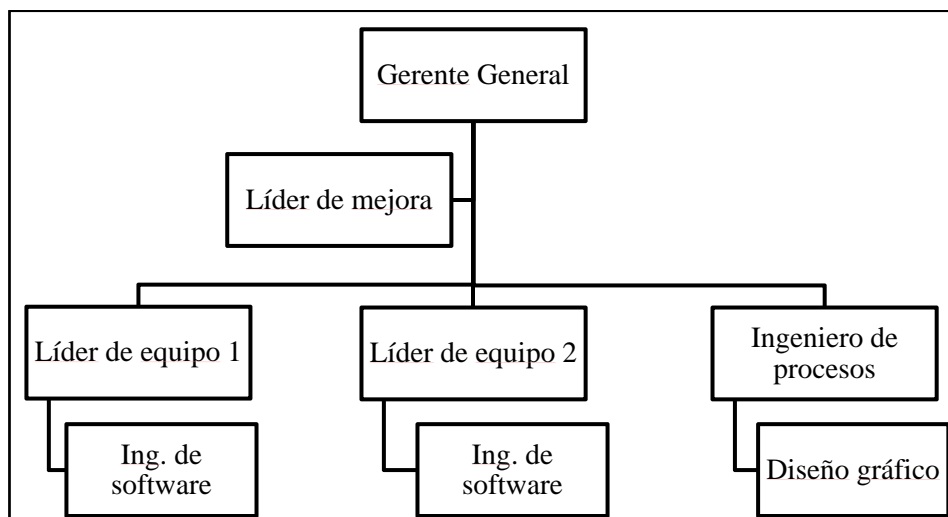 Gerente General
Líder de mejora
Líder de equipo 1
Líder de equipo 2
Ingeniero de
procesos
Ing. de
software
Ing. de
software
Diseño gráfico